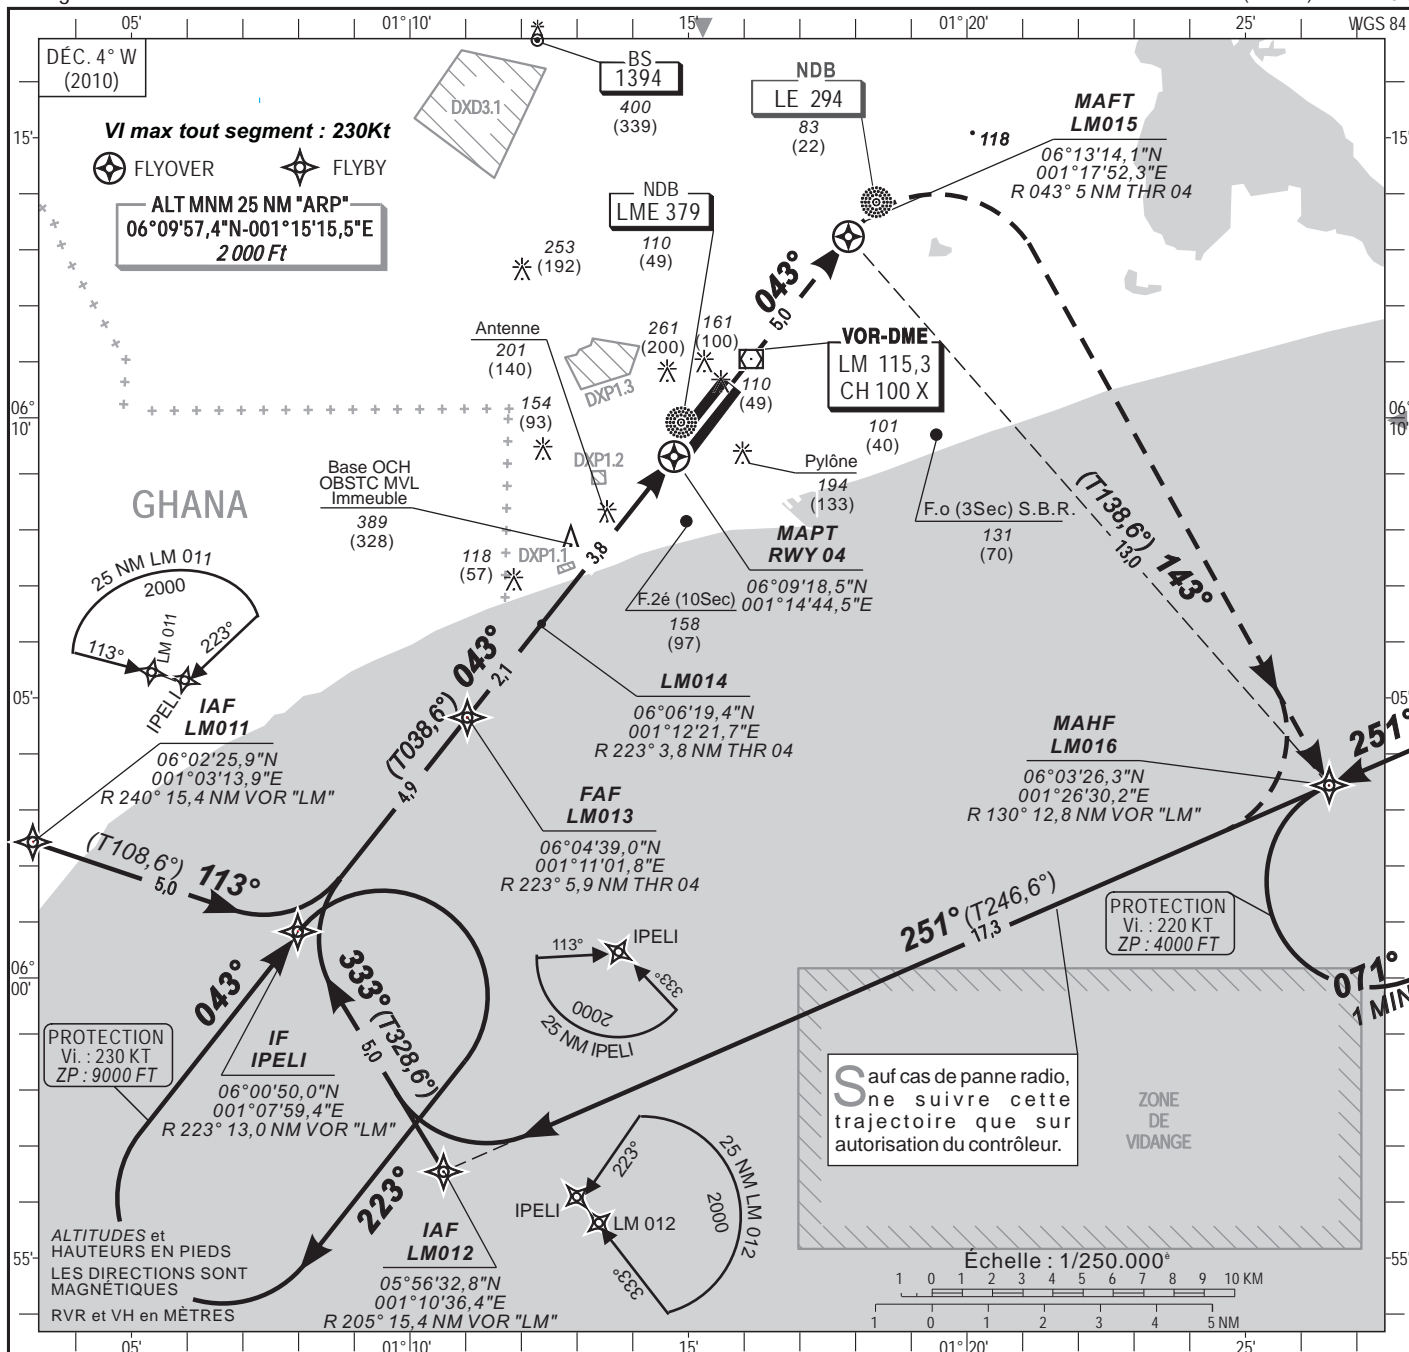 05'
01°10'
15'
01°20'
25'
WGS 84
DÉC. 4° W
(2010)
VI max tout segment : 230Kt
FLYOVER
FLYBY
ALT MNM 25 NM "ARP"
06°09'57,4"N-001°15'15,5"E
2 000 Ft
DXD3.1
BS
1394
400
(339)
NDB
LE 294
83
(22)
118
MAFT
LM015
06°13'14,1"N
001°17'52,3"E
R 043° 5 NM THR 04
15'
15'
NDB
LME 379
110
(49)
253
(192)
043°
5,0
Antenne
201
(140)
261
(200)
161
(100)
DXP1.3
110
(49)
VOR-DME
LM 115,3
CH 100 X
154
(93)
101
(40)
06°
10'
06°
10'
DXP1.2
Pylône
194
(133)
Base OCH
OBSTC MVL
Immeuble
389
(328)
GHANA
F.o (3Sec) S.B.R.
131
(70)
MAPT
RWY 04
06°09'18,5"N
001°14'44,5"E
(T138,6°) 143°
13,0
118
(57)
DXP1.1
3,8
F.2é (10Sec)
158
(97)
25 NM LM 011
2000
113°
LM 011
223°
IPELI
043°
2,1
LM014
06°06'19,4"N
001°12'21,7"E
R 223° 3,8 NM THR 04
05'
05'
IAF
LM011
06°02'25,9"N
001°03'13,9"E
R 240° 15,4 NM VOR "LM"
(T038,6°)
4,9
MAHF
LM016
06°03'26,3"N
001°26'30,2"E
R 130° 12,8 NM VOR "LM"
251°
FAF
LM013
06°04'39,0"N
001°11'01,8"E
R 223° 5,9 NM THR 04
(T108,6°) 113°
5,0
251° (T246,6°)
17,3
PROTECTION
Vi. : 220 KT
ZP : 4000 FT
113°
IPELI
333°
2000
25 NM IPELI
06°
00'
071°
1 MIN
043°
333° (T328,6°)
5,0
PROTECTION
Vi. : 230 KT
ZP : 9000 FT
IF
IPELI
06°00'50,0"N
001°07'59,4"E
R 223° 13,0 NM VOR "LM"
Sauf cas de panne radio,
ne suivre cette
trajectoire que sur
autorisation du contrôleur.
ZONE
DE
VIDANGE
223°
223°
IPELI
LM 012
333°
2000
25 NM LM 012
IAF
LM012
05°56'32,8"N
001°10'36,4"E
R 205° 15,4 NM VOR "LM"
ALTITUDES et
HAUTEURS EN PIEDS
LES DIRECTIONS SONT
MAGNÉTIQUES
RVR et VH en MÈTRES
55'
55'
Échelle : 1/250.000è
1 0 1 2 3 4 5 6 7 8 9 10 KM
1 0 1 2 3 4 5 NM
05'
01°10'
15'
01°20'
25'